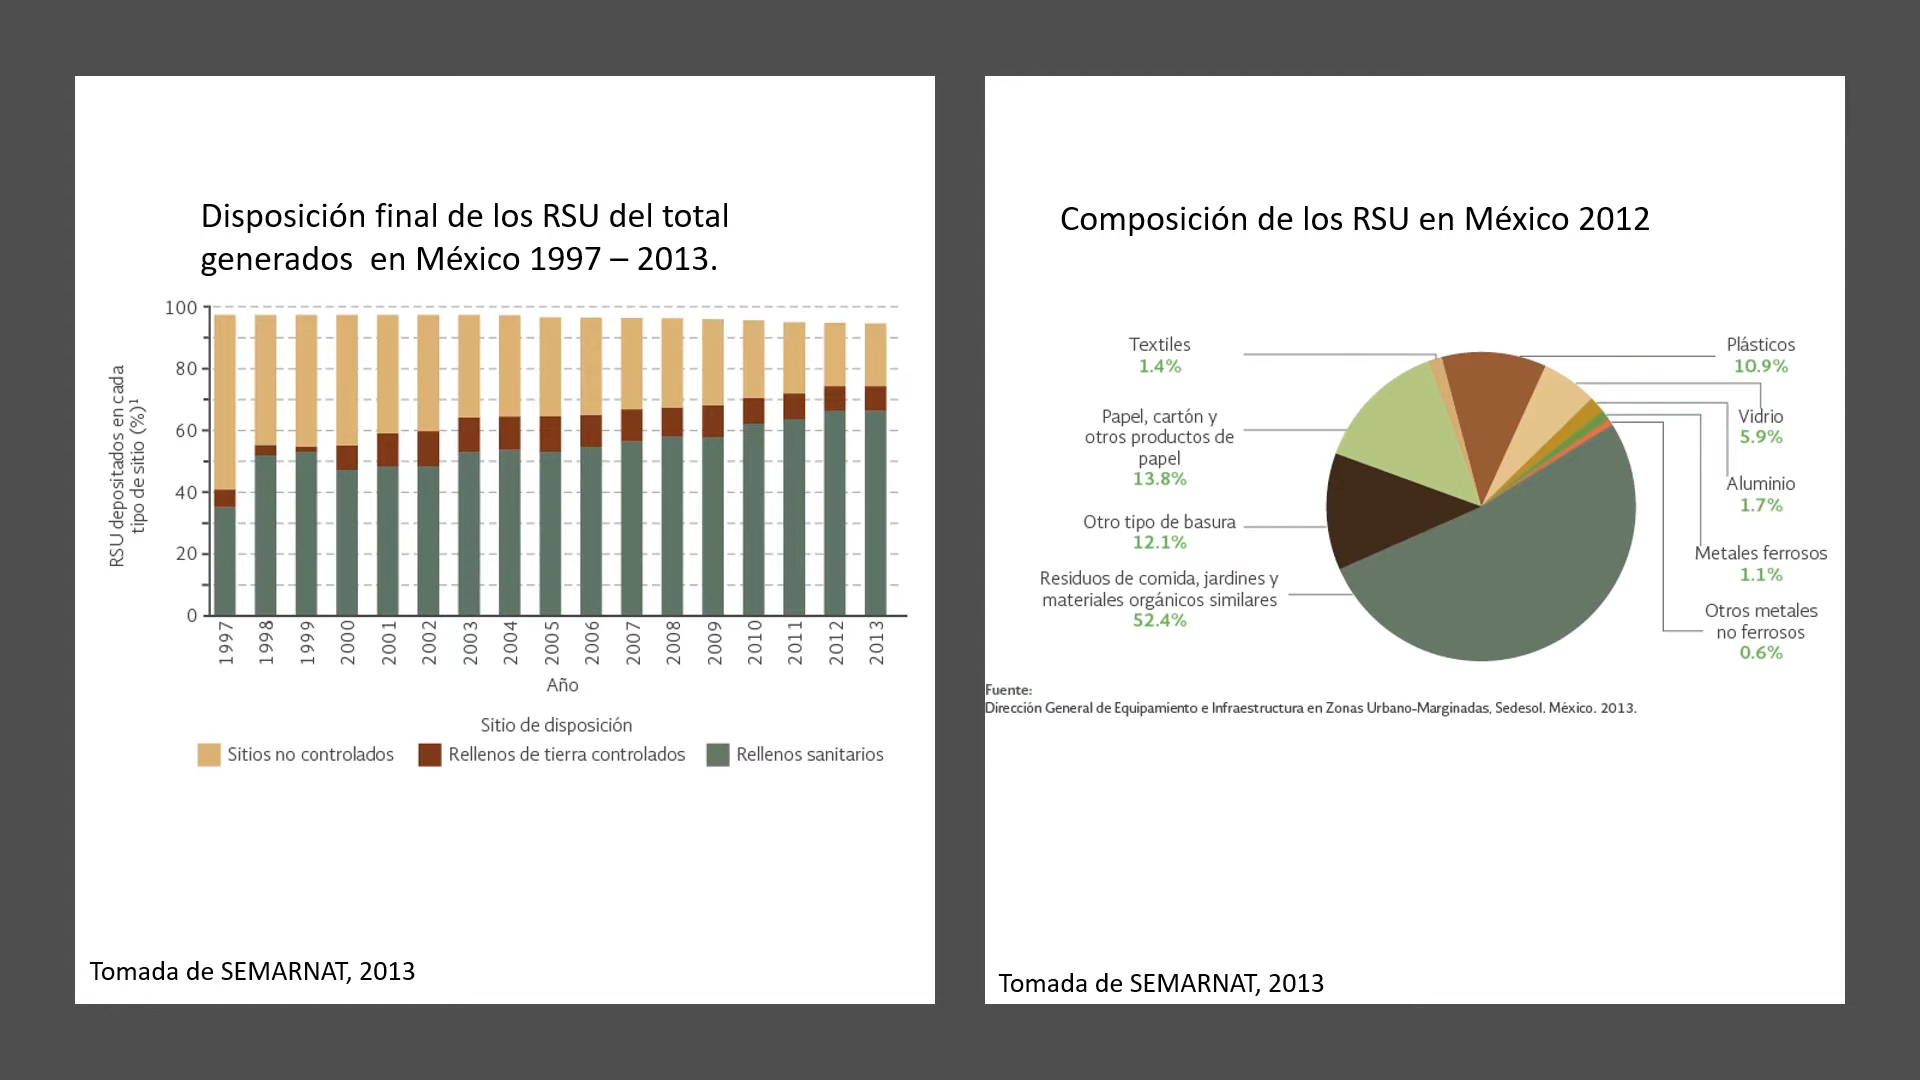 Disposición final de los RSU del total
generados en México 1997 – 2013.
RSU depositados en cada
tipo de sitio (%)¹
100
80
60
40
20
0
1997
1998
1999
2000
2001
2002
2003
2004
2005
2006
2007
2008
2009
2010
2011
2012
2013
Año
Sitio de disposición
Sitios no controlados
Rellenos de tierra controlados
Rellenos sanitarios
Tomada de SEMARNAT, 2013
Composición de los RSU en México 2012
Textiles
1.4%
Papel, cartón y
otros productos de
papel
13.8%
Otro tipo de basura
12.1%
Residuos de comida, jardines y
materiales orgánicos similares
52.4%
Plásticos
10.9%
Vidrio
5.9%
Aluminio
1.7%
Metales ferrosos
1.1%
Otros metales
no ferrosos
0.6%
Fuente:
Dirección General de Equipamiento e Infraestructura en Zonas Urbano-Marginadas, Sedesol. México. 2013.
Tomada de SEMARNAT, 2013